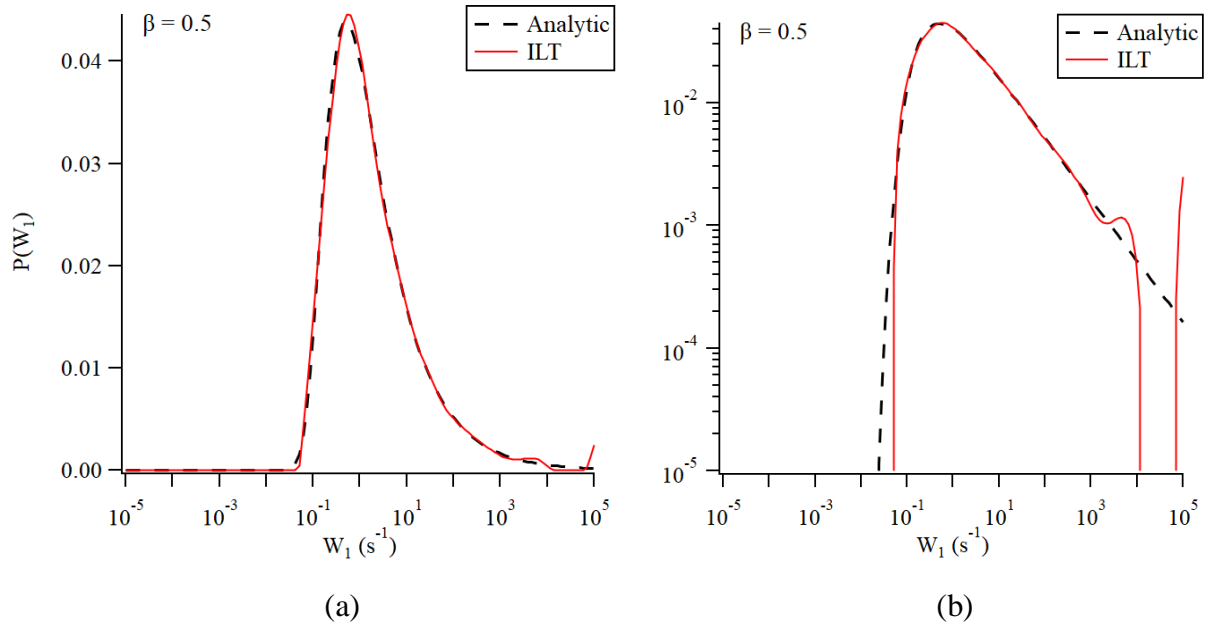 β = 0.5
Analytic
ILT
P(W₁)
0.04
0.03
0.02
0.01
0.00
10⁻⁵
10⁻³
10⁻¹
10¹
10³
10⁵
W₁ (s⁻¹)
(a)
β = 0.5
Analytic
ILT
10⁻²
10⁻³
10⁻⁴
10⁻⁵
10⁻⁵
10⁻³
10⁻¹
10¹
10³
10⁵
W₁ (s⁻¹)
(b)